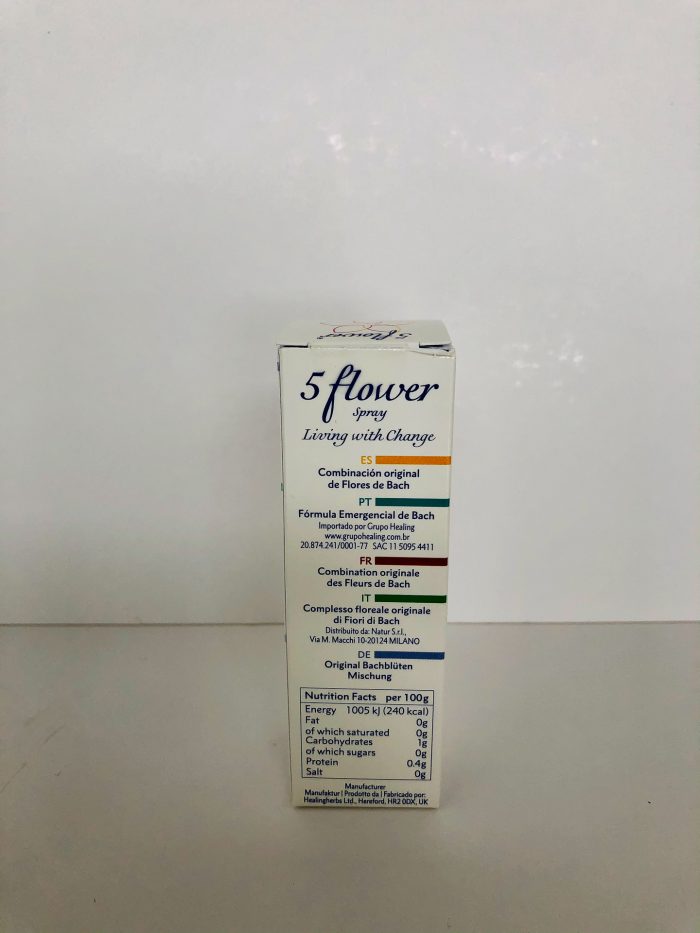 5 flower
5 flower
Spray
Living with Change
ES
Combinación original
de Flores de Bach
PT
Fórmula Emergencial de Bach
Importado por Grupo Healing
www.grupohealing.com.br
20.874.241/0001-77 SAC 11 5095 4411
FR
Combination originale
des Fleurs de Bach
IT
Complesso floreale originale
di Fiori di Bach
Distribuito da: Natur S.r.l.,
Via M. Macchi 10-20124 MILANO
DE
Original Bachblüten
Mischung
Nutrition Facts per 100g
Energy 1005 kJ (240 kcal)
Fat 0g
of which saturated 0g
Carbohydrates 1g
of which sugars 0g
Protein 0.4g
Salt 0g
Manufacturer
Manufaktur | Prodotto da | Fabricado por:
Healingherbs Ltd., Hereford, HR2 0DX, UK